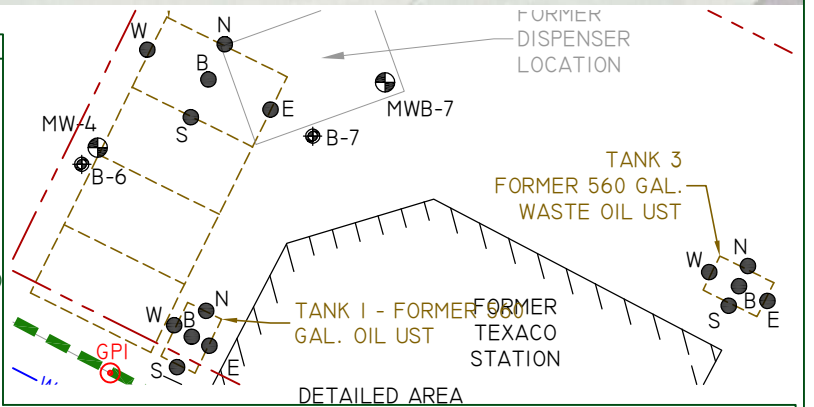 FORMER
DISPENSER
LOCATION
W
N
B
E
S
MWB-7
B-7
MW-4
B-6
TANK 3
FORMER 560 GAL.
WASTE OIL UST
W
N
B
S
E
W
N
B
S
E
TANK I - FORMER 560
GAL. OIL UST
FORMER
TEXACO
STATION
GPI
W
DETAILED AREA